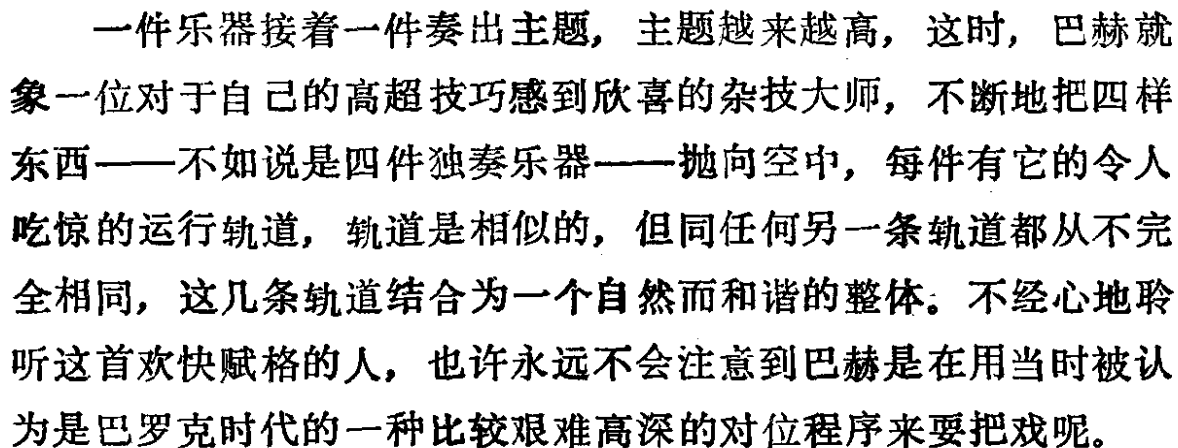 一件乐器接着一件奏出主题，主题越来越高，这时，巴赫就
象一位对于自己的高超技巧感到欣喜的杂技大师，不断地把四样
东西——不如说是四件独奏乐器——抛向空中，每件有它的令人
吃惊的运行轨道，轨道是相似的，但同任何另一条轨道都从不完
全相同，这几条轨道结合为一个自然而和谐的整体。不经心地聆
听这首欢快赋格的人，也许永远不会注意到巴赫是在用当时被认
为是巴罗克时代的一种比较艰难高深的对位程序来耍把戏呢。